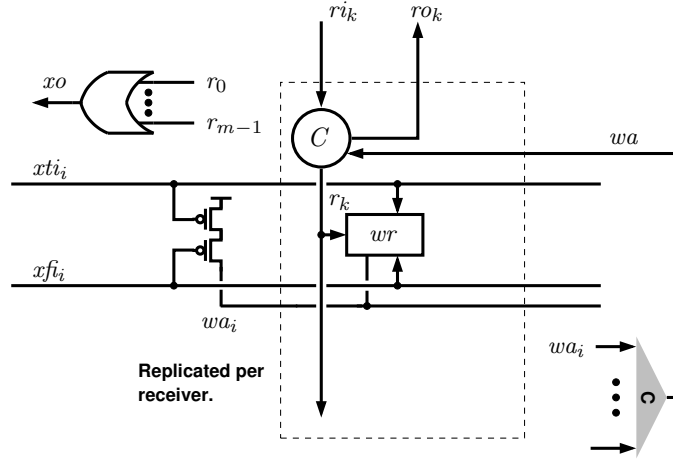 ri_k
ro_k
xo
r_0
r_{m−1}
C
wa
xti_i
r_k
wr
xfi_i
wa_i
Replicated per
receiver.
wa_i
C